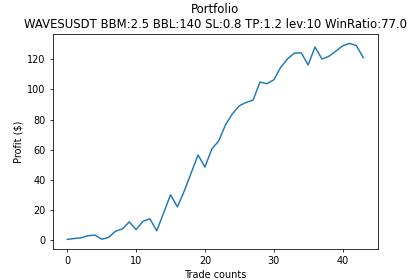 Portfolio
WAVESUSDT BBM:2.5 BBL:140 SL:0.8 TP:1.2 lev:10 WinRatio:77.0
120
100
80
60
40
20
0
Profit ($)
0 10 20 30 40
Trade counts